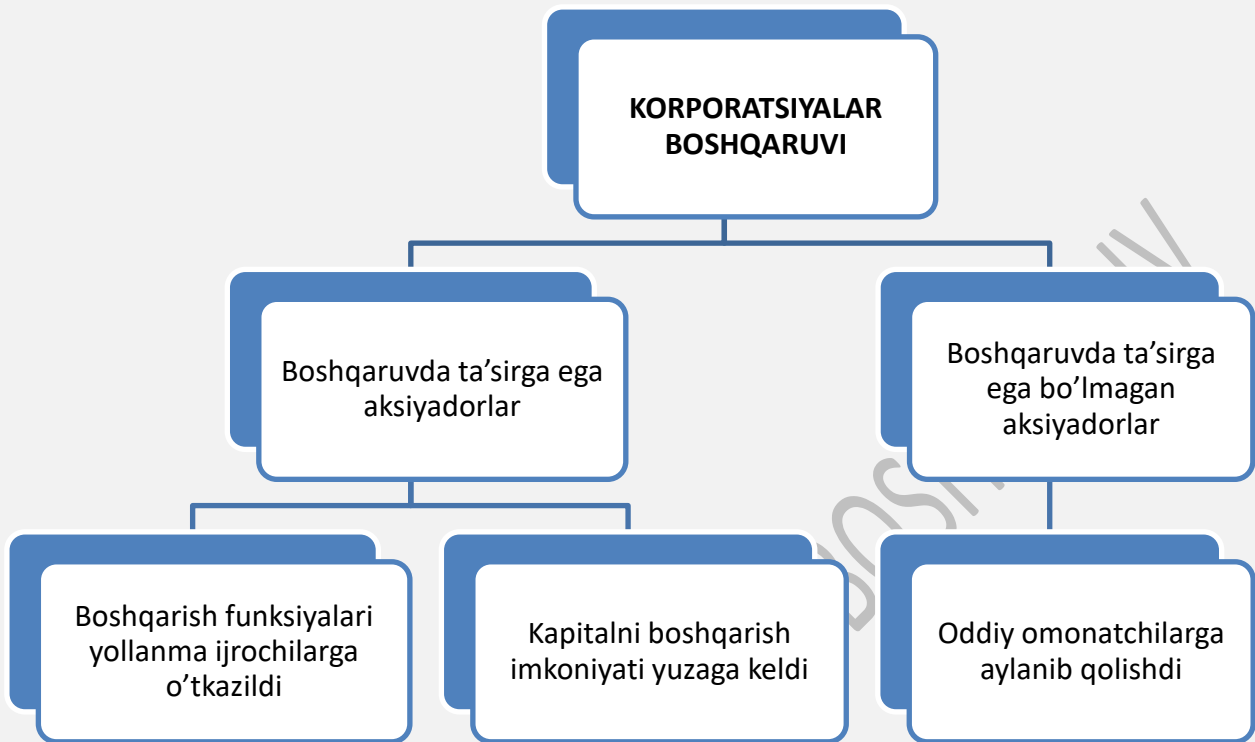 KORPORATSIYALAR
BOSHQARUVI
Boshqaruvda ta’sirga ega
aksiyadorlar
Boshqaruvda ta’sirga
ega bo’lmagan
aksiyadorlar
Boshqarish funksiyalari
yollanma ijrochilarga
o’tkazildi
Kapitalni boshqarish
imkoniyati yuzaga keldi
Oddiy omonatchilarga
aylanib qolishdi